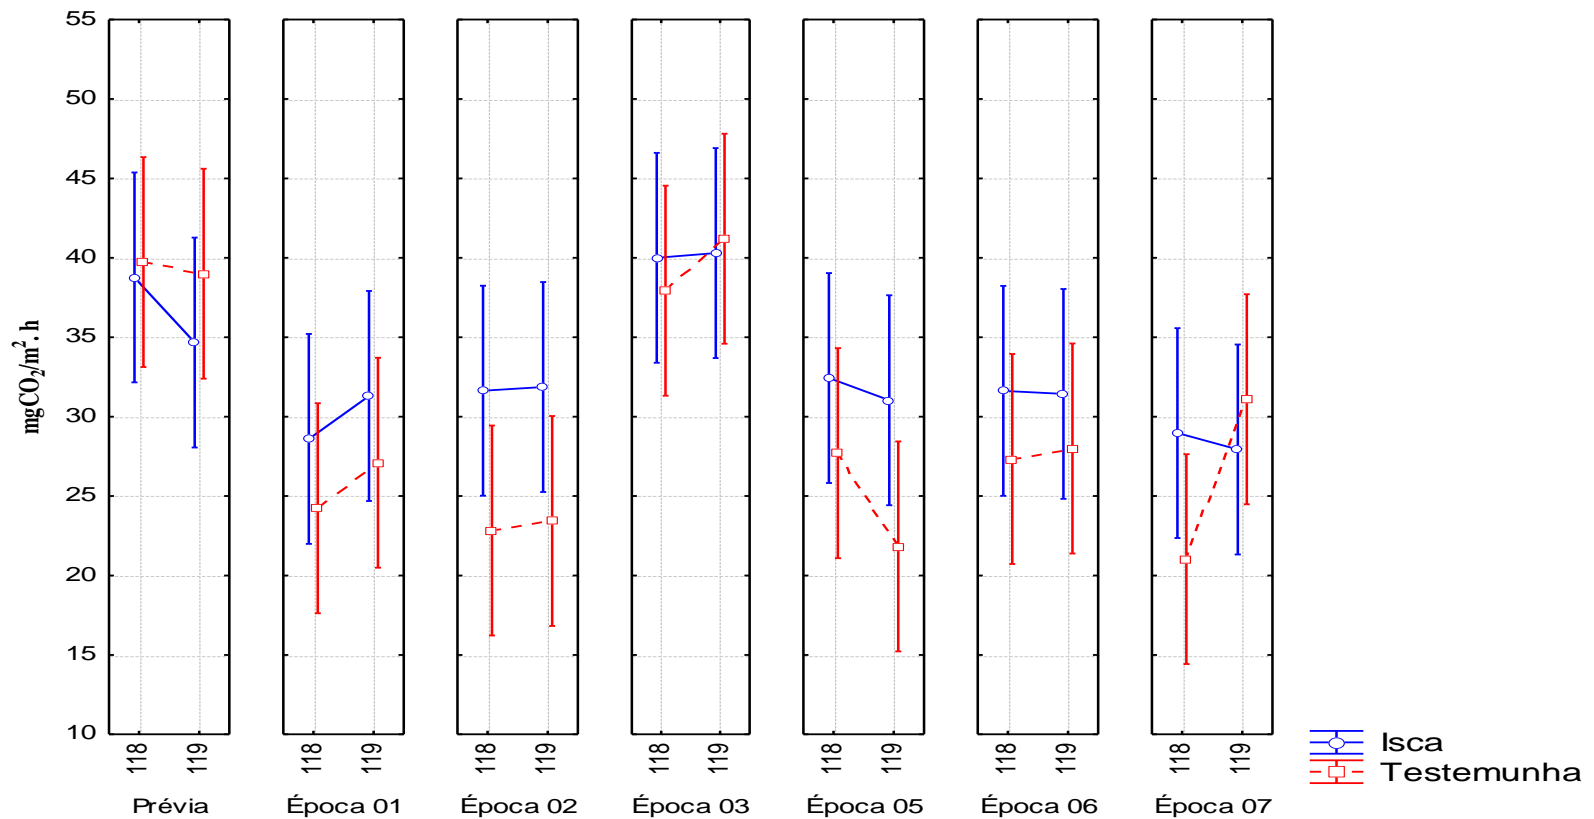 55
50
45
40
35
30
25
20
15
10
mgCO₂/m². h
118 119 118 119 118 119 118 119 118 119 118 119 118 119
Prévia Época 01 Época 02 Época 03 Época 05 Época 06 Época 07
Isca
Testemunha